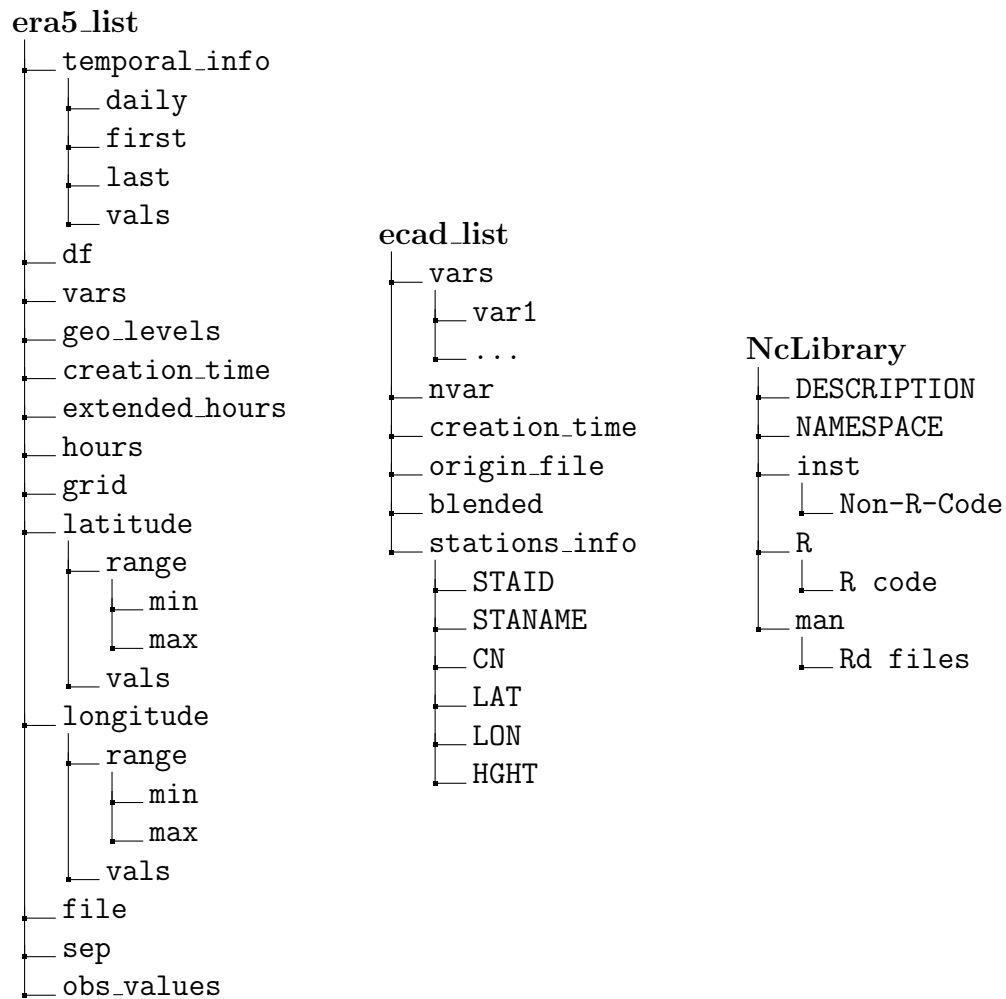 era5_list
temporal_info
daily
first
last
vals
df
vars
geo_levels
creation_time
extended_hours
hours
grid
latitude
range
min
max
vals
longitude
range
min
max
vals
file
sep
obs_values
ecad_list
vars
var1
...
nvar
creation_time
origin_file
blended
stations_info
STAID
STANAME
CN
LAT
LON
HGHT
NcLibrary
DESCRIPTION
NAMESPACE
inst
Non-R-Code
R
R code
man
Rd files